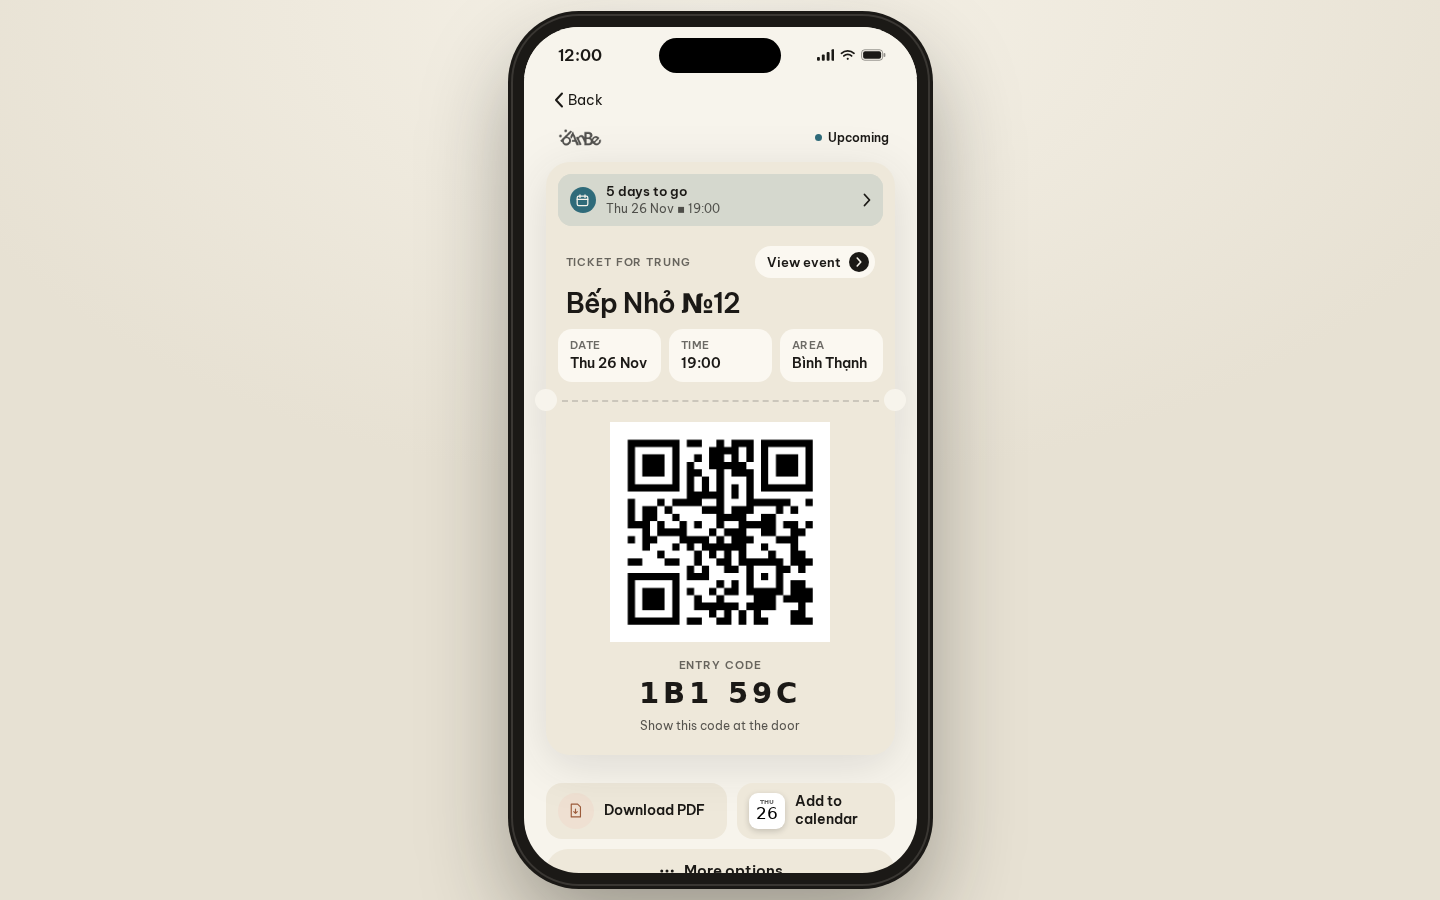 12:00
Back
ĂnBe
Upcoming
5 days to go
Thu 26 Nov ▪ 19:00
TICKET FOR TRUNG
View event
Bếp Nhỏ №12
DATE
Thu 26 Nov
TIME
19:00
AREA
Bình Thạnh
ENTRY CODE
1B1 59C
Show this code at the door
Download PDF
THU
26
Add to
calendar
More options